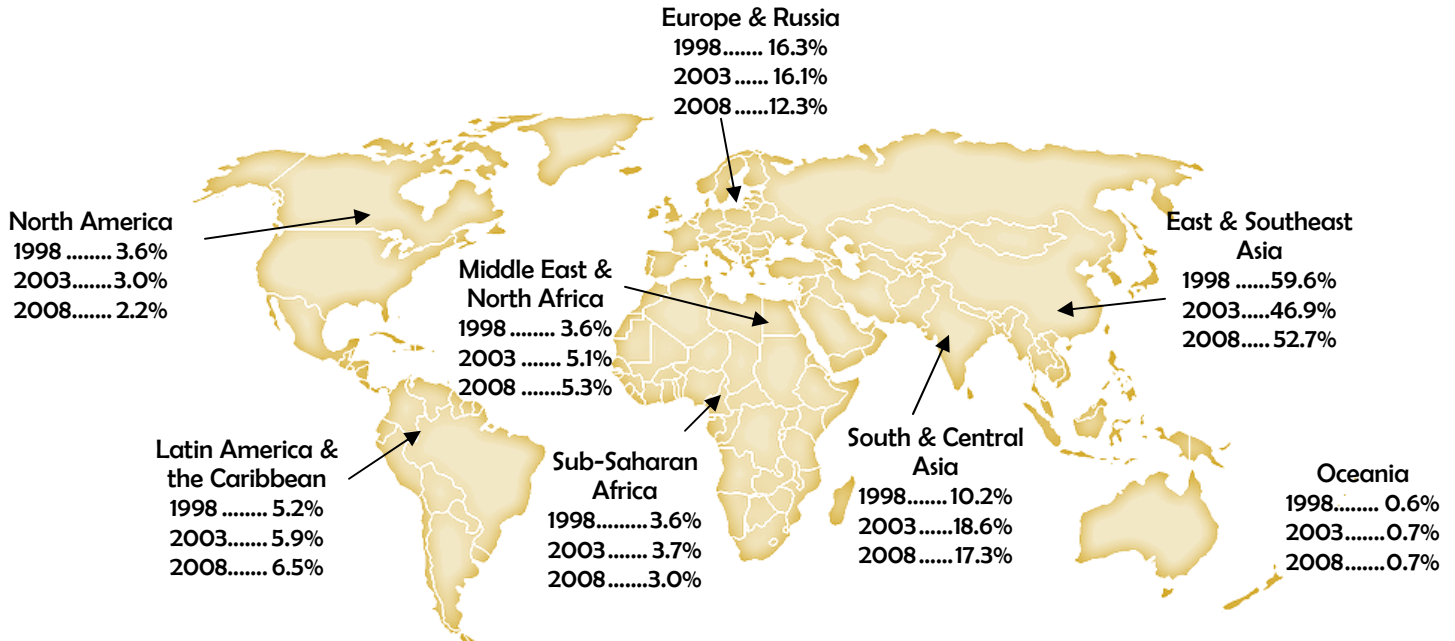 Europe & Russia
1998....... 16.3%
2003 ...... 16.1%
2008 ......12.3%
North America
1998 ........ 3.6%
2003.......3.0%
2008....... 2.2%
Middle East &
North Africa
1998 ........ 3.6%
2003 ....... 5.1%
2008 .......5.3%
East & Southeast
Asia
1998 ......59.6%
2003.....46.9%
2008..... 52.7%
Latin America &
the Caribbean
1998 ........ 5.2%
2003....... 5.9%
2008....... 6.5%
Sub-Saharan
Africa
1998.........3.6%
2003 ....... 3.7%
2008 .......3.0%
South & Central
Asia
1998....... 10.2%
2003......18.6%
2008......17.3%
Oceania
1998........ 0.6%
2003.......0.7%
2008.......0.7%